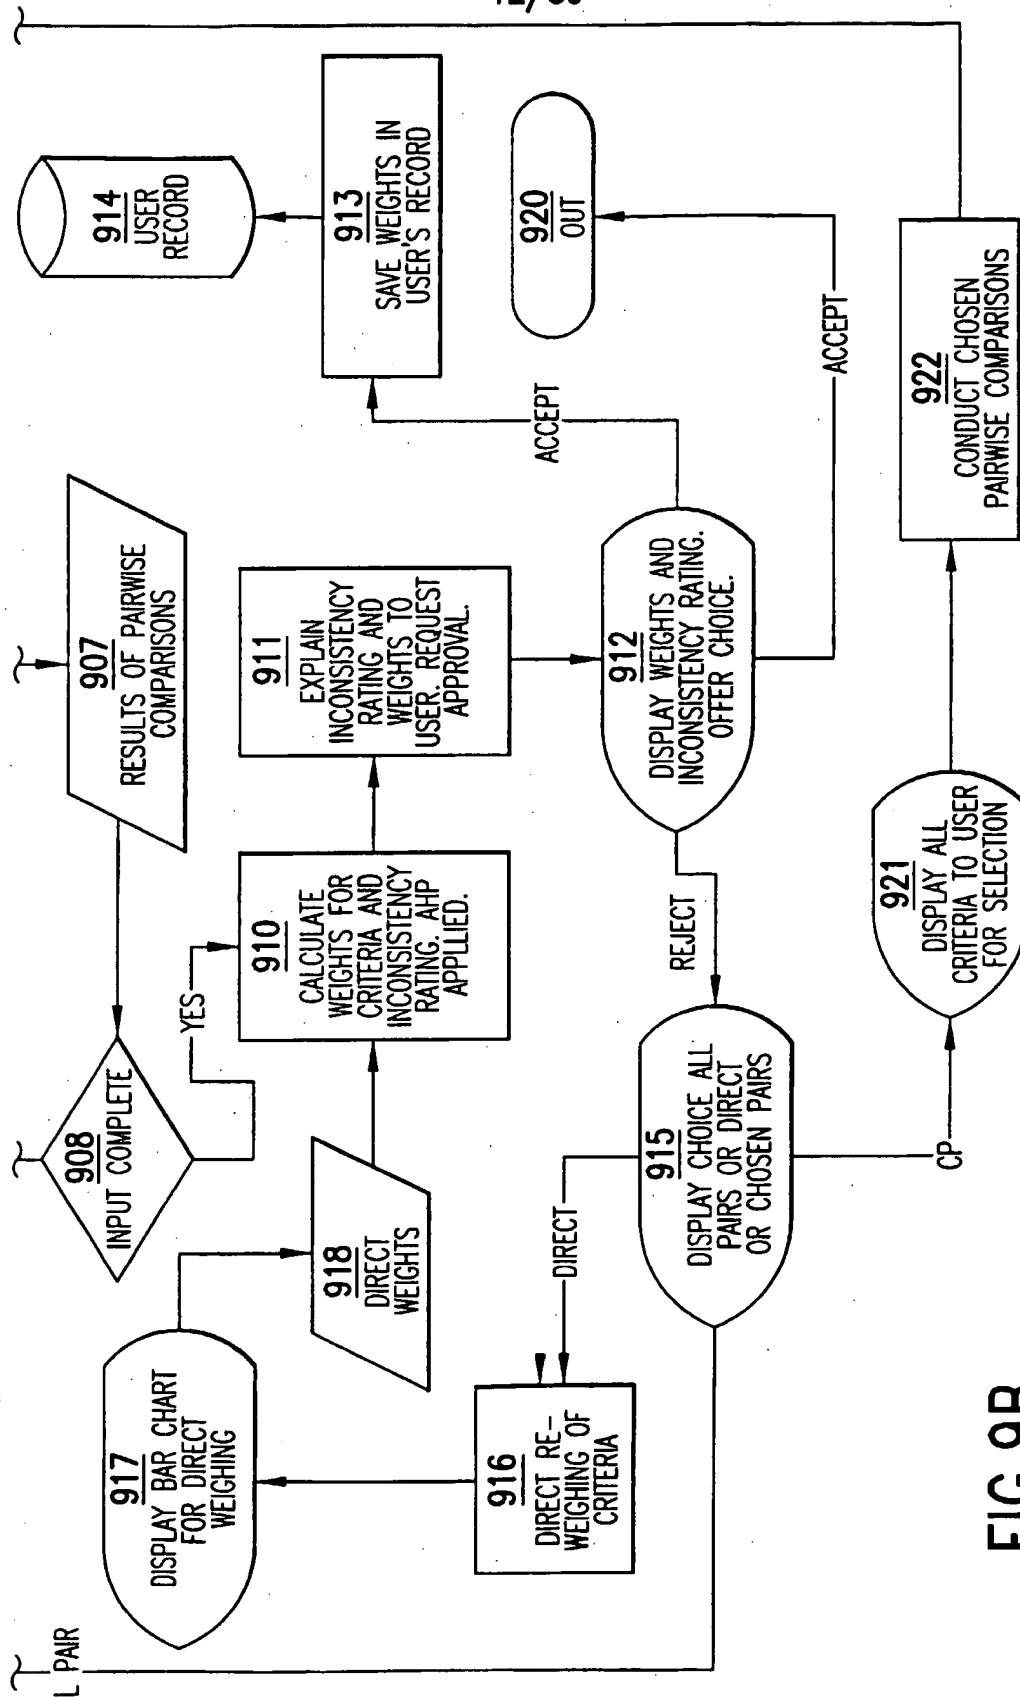 907
RESULTS OF PAIRWISE
COMPARISONS
908
INPUT COMPLETE
YES
917
DISPLAY BAR CHART
FOR DIRECT
WEIGHING
918
DIRECT
WEIGHTS
910
CALCULATE
WEIGHTS FOR
CRITERIA AND
INCONSISTENCY
RATING. AHP
APPLLIED.
911
EXPLAIN
INCONSISTENCY
RATING AND
WEIGHTS TO
USER. REQUEST
APPROVAL.
914
USER
RECORD
913
SAVE WEIGHTS IN
USER'S RECORD
ACCEPT
920
OUT
912
DISPLAY WEIGHTS AND
INCONSISTENCY RATING.
OFFER CHOICE.
ACCEPT
REJECT
915
DISPLAY CHOICE ALL
PAIRS OR DIRECT
OR CHOSEN PAIRS
DIRECT
916
DIRECT RE-
WEIGHING OF
CRITERIA
L PAIR
CP
921
DISPLAY ALL
CRITERIA TO USER
FOR SELECTION
922
CONDUCT CHOSEN
PAIRWISE COMPARISONS
FIG.9B